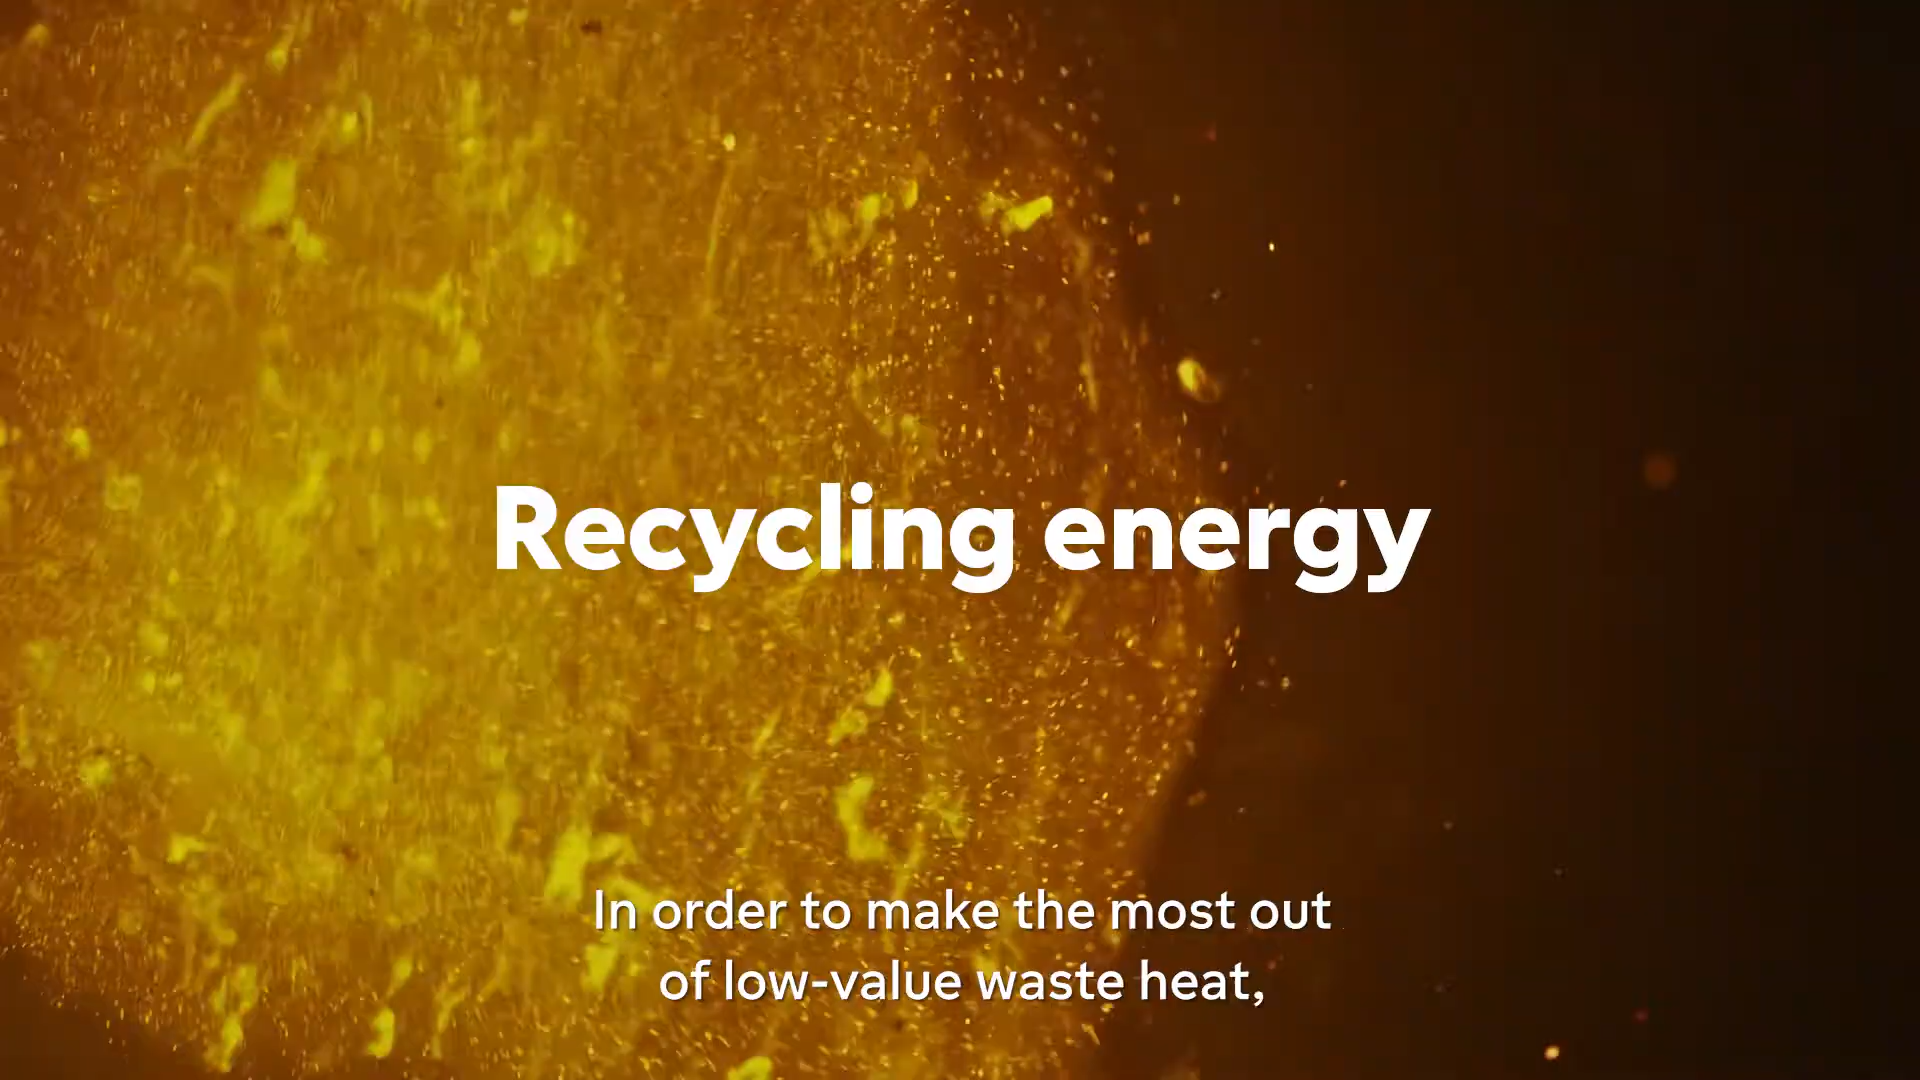 Recycling energy
In order to make the most out
of low-value waste heat,